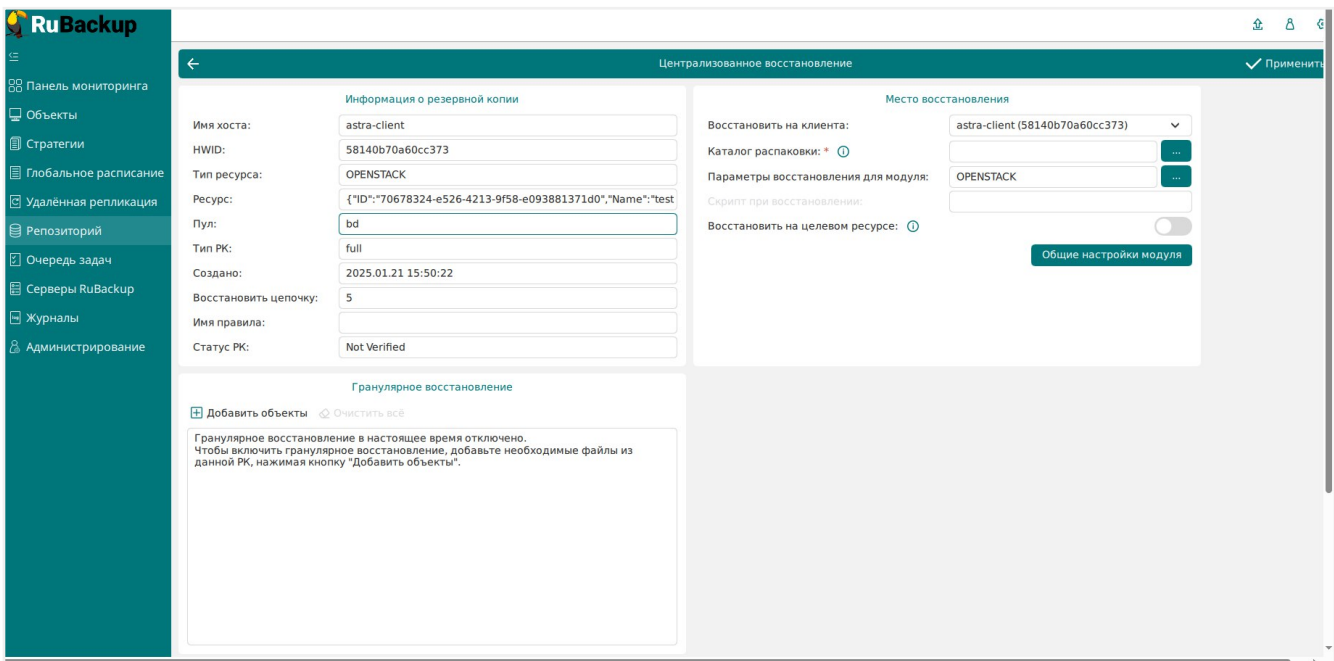 RuBackup
Панель мониторинга
Объекты
Стратегии
Глобальное расписание
Удалённая репликация
Репозиторий
Очередь задач
Серверы RuBackup
Журналы
Администрирование
Централизованное восстановление
Применить
Информация о резервной копии
Имя хоста: astra-client
HWID: 58140b70a60cc373
Тип ресурса: OPENSTACK
Ресурс: {"ID":"70678324-e526-4213-9f58-e093881371d0","Name":"test
Пул: bd
Тип РК: full
Создано: 2025.01.21 15:50:22
Восстановить цепочку: 5
Имя правила:
Статус РК: Not Verified
Место восстановления
Восстановить на клиента: astra-client (58140b70a60cc373)
Каталог распаковки: * ...
Параметры восстановления для модуля: OPENSTACK ...
Скрипт при восстановлении:
Восстановить на целевом ресурсе:
Общие настройки модуля
Гранулярное восстановление
Добавить объекты Очистить всё
Гранулярное восстановление в настоящее время отключено.
Чтобы включить гранулярное восстановление, добавьте необходимые файлы из
данной РК, нажимая кнопку "Добавить объекты".